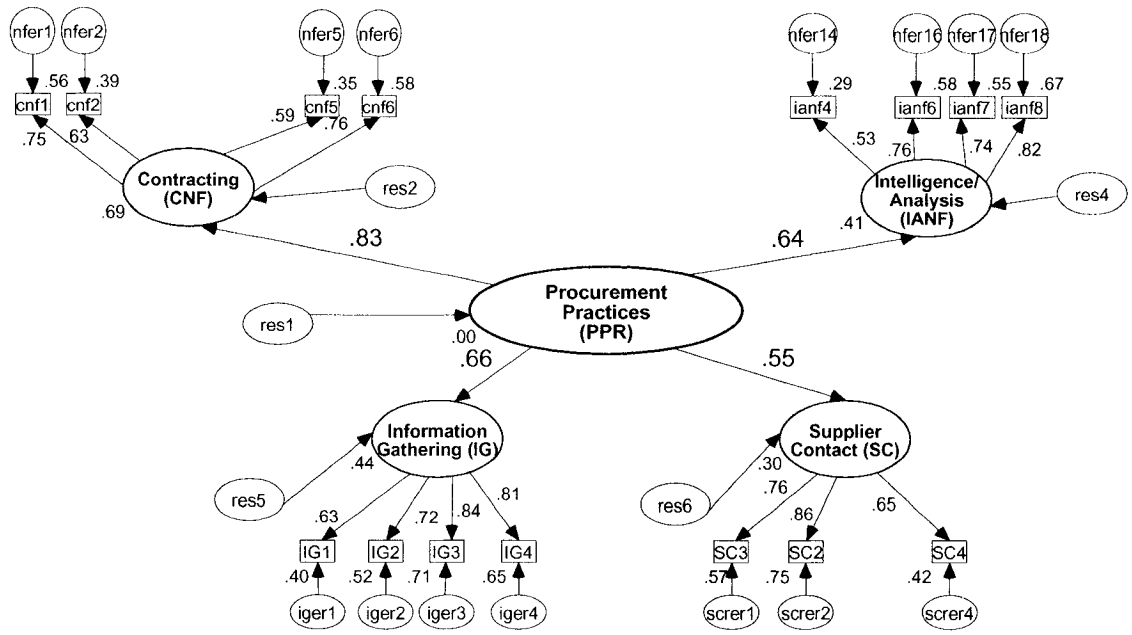 nfer1 nfer2 nfer5 nfer6 nfer14 nfer16 nfer17 nfer18
.56 .39 .35 .58 .29 .58 .55 .67
cnf1 cnf2 cnf5 cnf6 ianf4 ianf6 ianf7 ianf8
.75 .63 .59 .76 .53 .76 .74 .82
Contracting
(CNF)
.69
res2
Intelligence/
Analysis
(IANF)
.41
res4
.83
.64
Procurement
Practices
(PPR)
res1
.00
.66
.55
Information
Gathering (IG)
.44
res5
Supplier
Contact (SC)
.30
res6
.63 .72 .84 .81
.76 .86 .65
IG1 IG2 IG3 IG4
SC3 SC2 SC4
.40 .52 .71 .65
.57 .75 .42
iger1 iger2 iger3 iger4
screr1 screr2 screr4